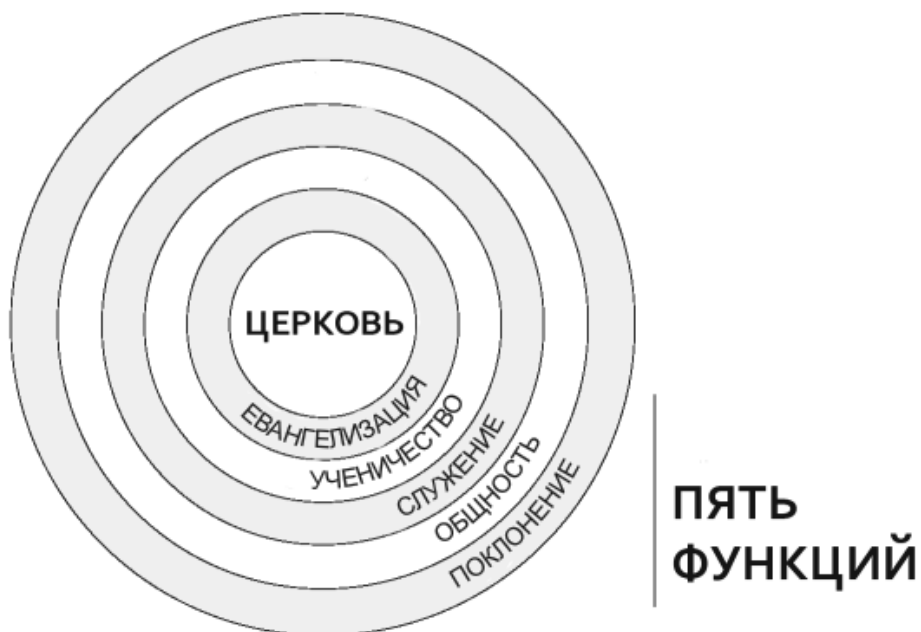 ЦЕРКОВЬ
ЕВАНГЕЛИЗАЦИЯ
УЧЕНИЧЕСТВО
СЛУЖЕНИЕ
ОБЩНОСТЬ
ПОКЛОНЕНИЕ
ПЯТЬ
ФУНКЦИЙ